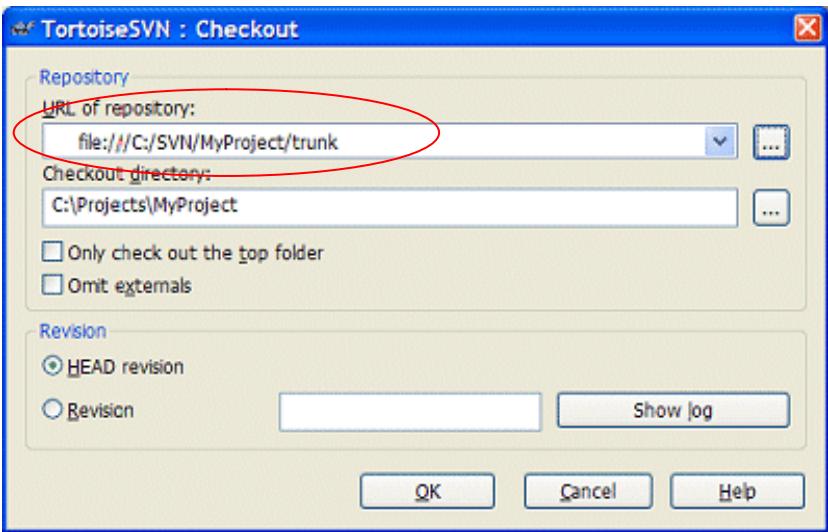 TortoiseSVN : Checkout
Repository
URL of repository:
file:///C:/SVN/MyProject/trunk
...
Checkout directory:
C:\Projects\MyProject
...
Only check out the top folder
Omit externals
Revision
HEAD revision
Revision
Show log
OK Cancel Help